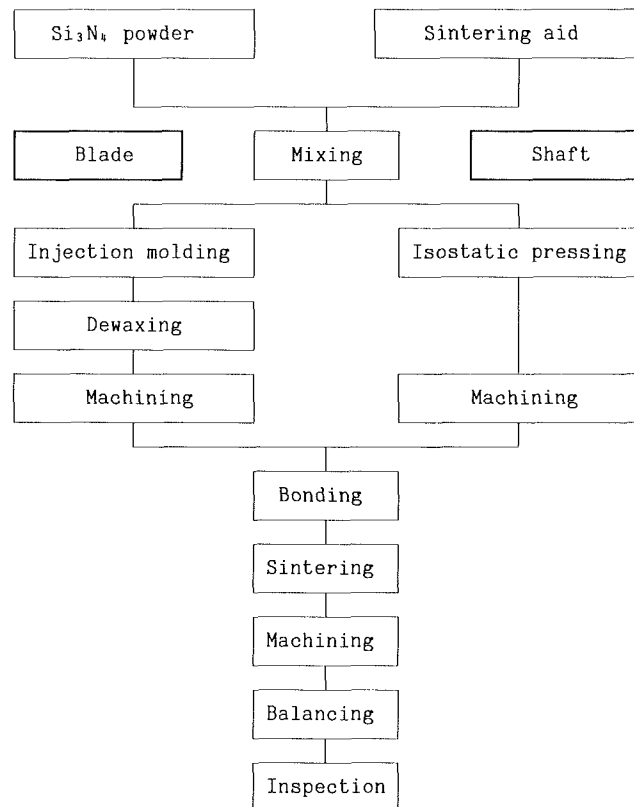 Si₃N₄ powder
Sintering aid
Blade
Mixing
Shaft
Injection molding
Isostatic pressing
Dewaxing
Machining
Machining
Bonding
Sintering
Machining
Balancing
Inspection